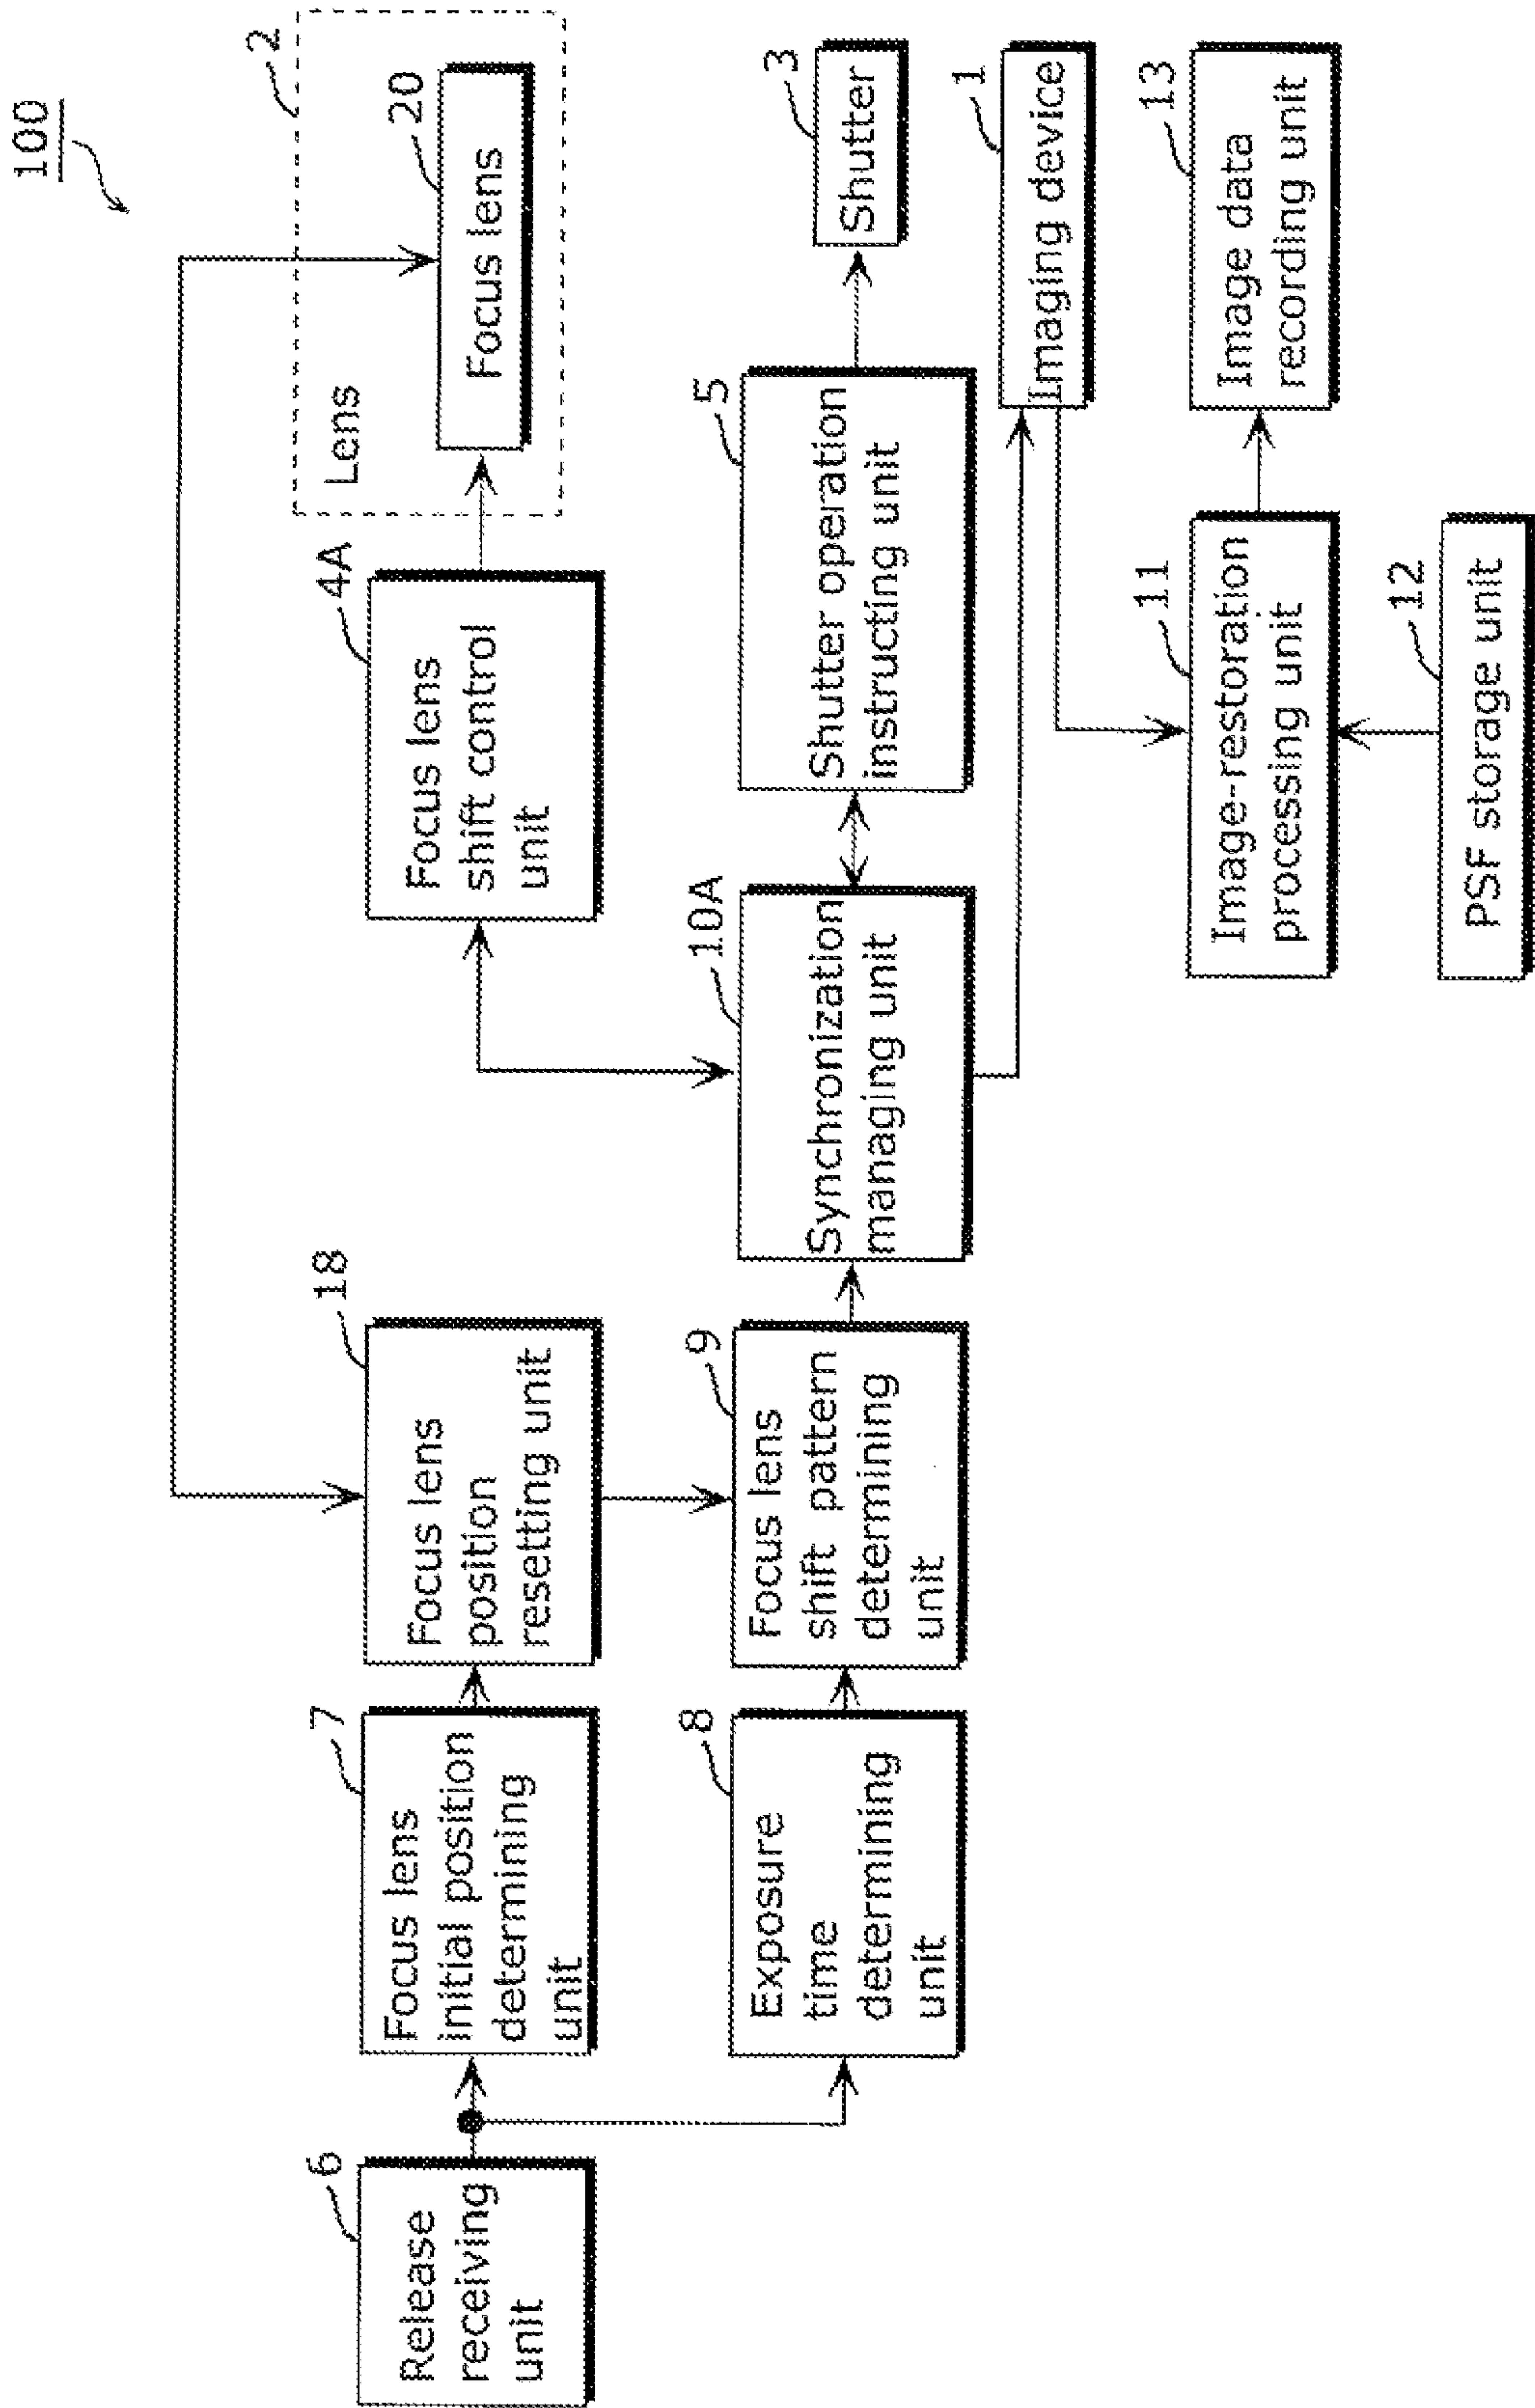 100
2
Lens
20
Focus lens
4A
Focus lens
shift control
unit
18
Focus lens
position
resetting unit
7
Focus lens
initial position
determining
unit
6
Release
receiving
unit
3
Shutter
5
Shutter operation
instructing unit
10A
Synchronization
managing unit
9
Focus lens
shift pattern
determining
unit
8
Exposure
time
determining
unit
1
Imaging device
13
Image data
recording unit
11
Image-restoration
processing unit
12
PSF storage unit